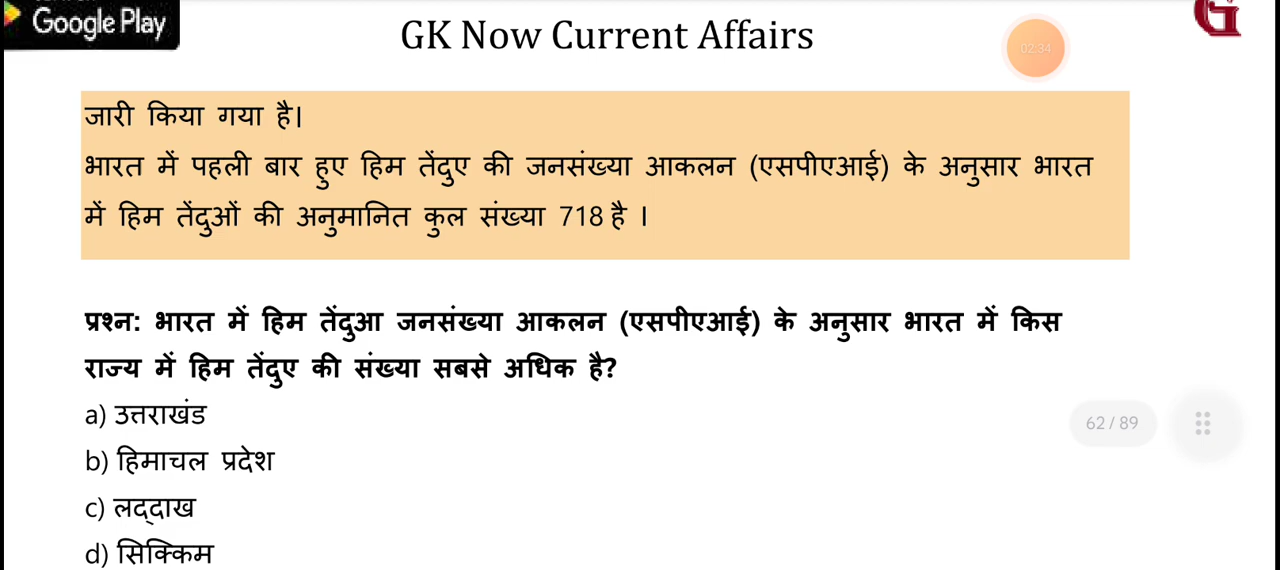 Google Play
GK Now Current Affairs
G
02:34
जारी किया गया है।
भारत में पहली बार हुए हिम तेंदुए की जनसंख्या आकलन (एसपीएआई) के अनुसार भारत
में हिम तेंदुओं की अनुमानित कुल संख्या 718 है ।
प्रश्न: भारत में हिम तेंदुआ जनसंख्या आकलन (एसपीएआई) के अनुसार भारत में किस
राज्य में हिम तेंदुए की संख्या सबसे अधिक है?
a) उत्तराखंड
b) हिमाचल प्रदेश
62 / 89
c) लद्दाख
d) सिक्किम